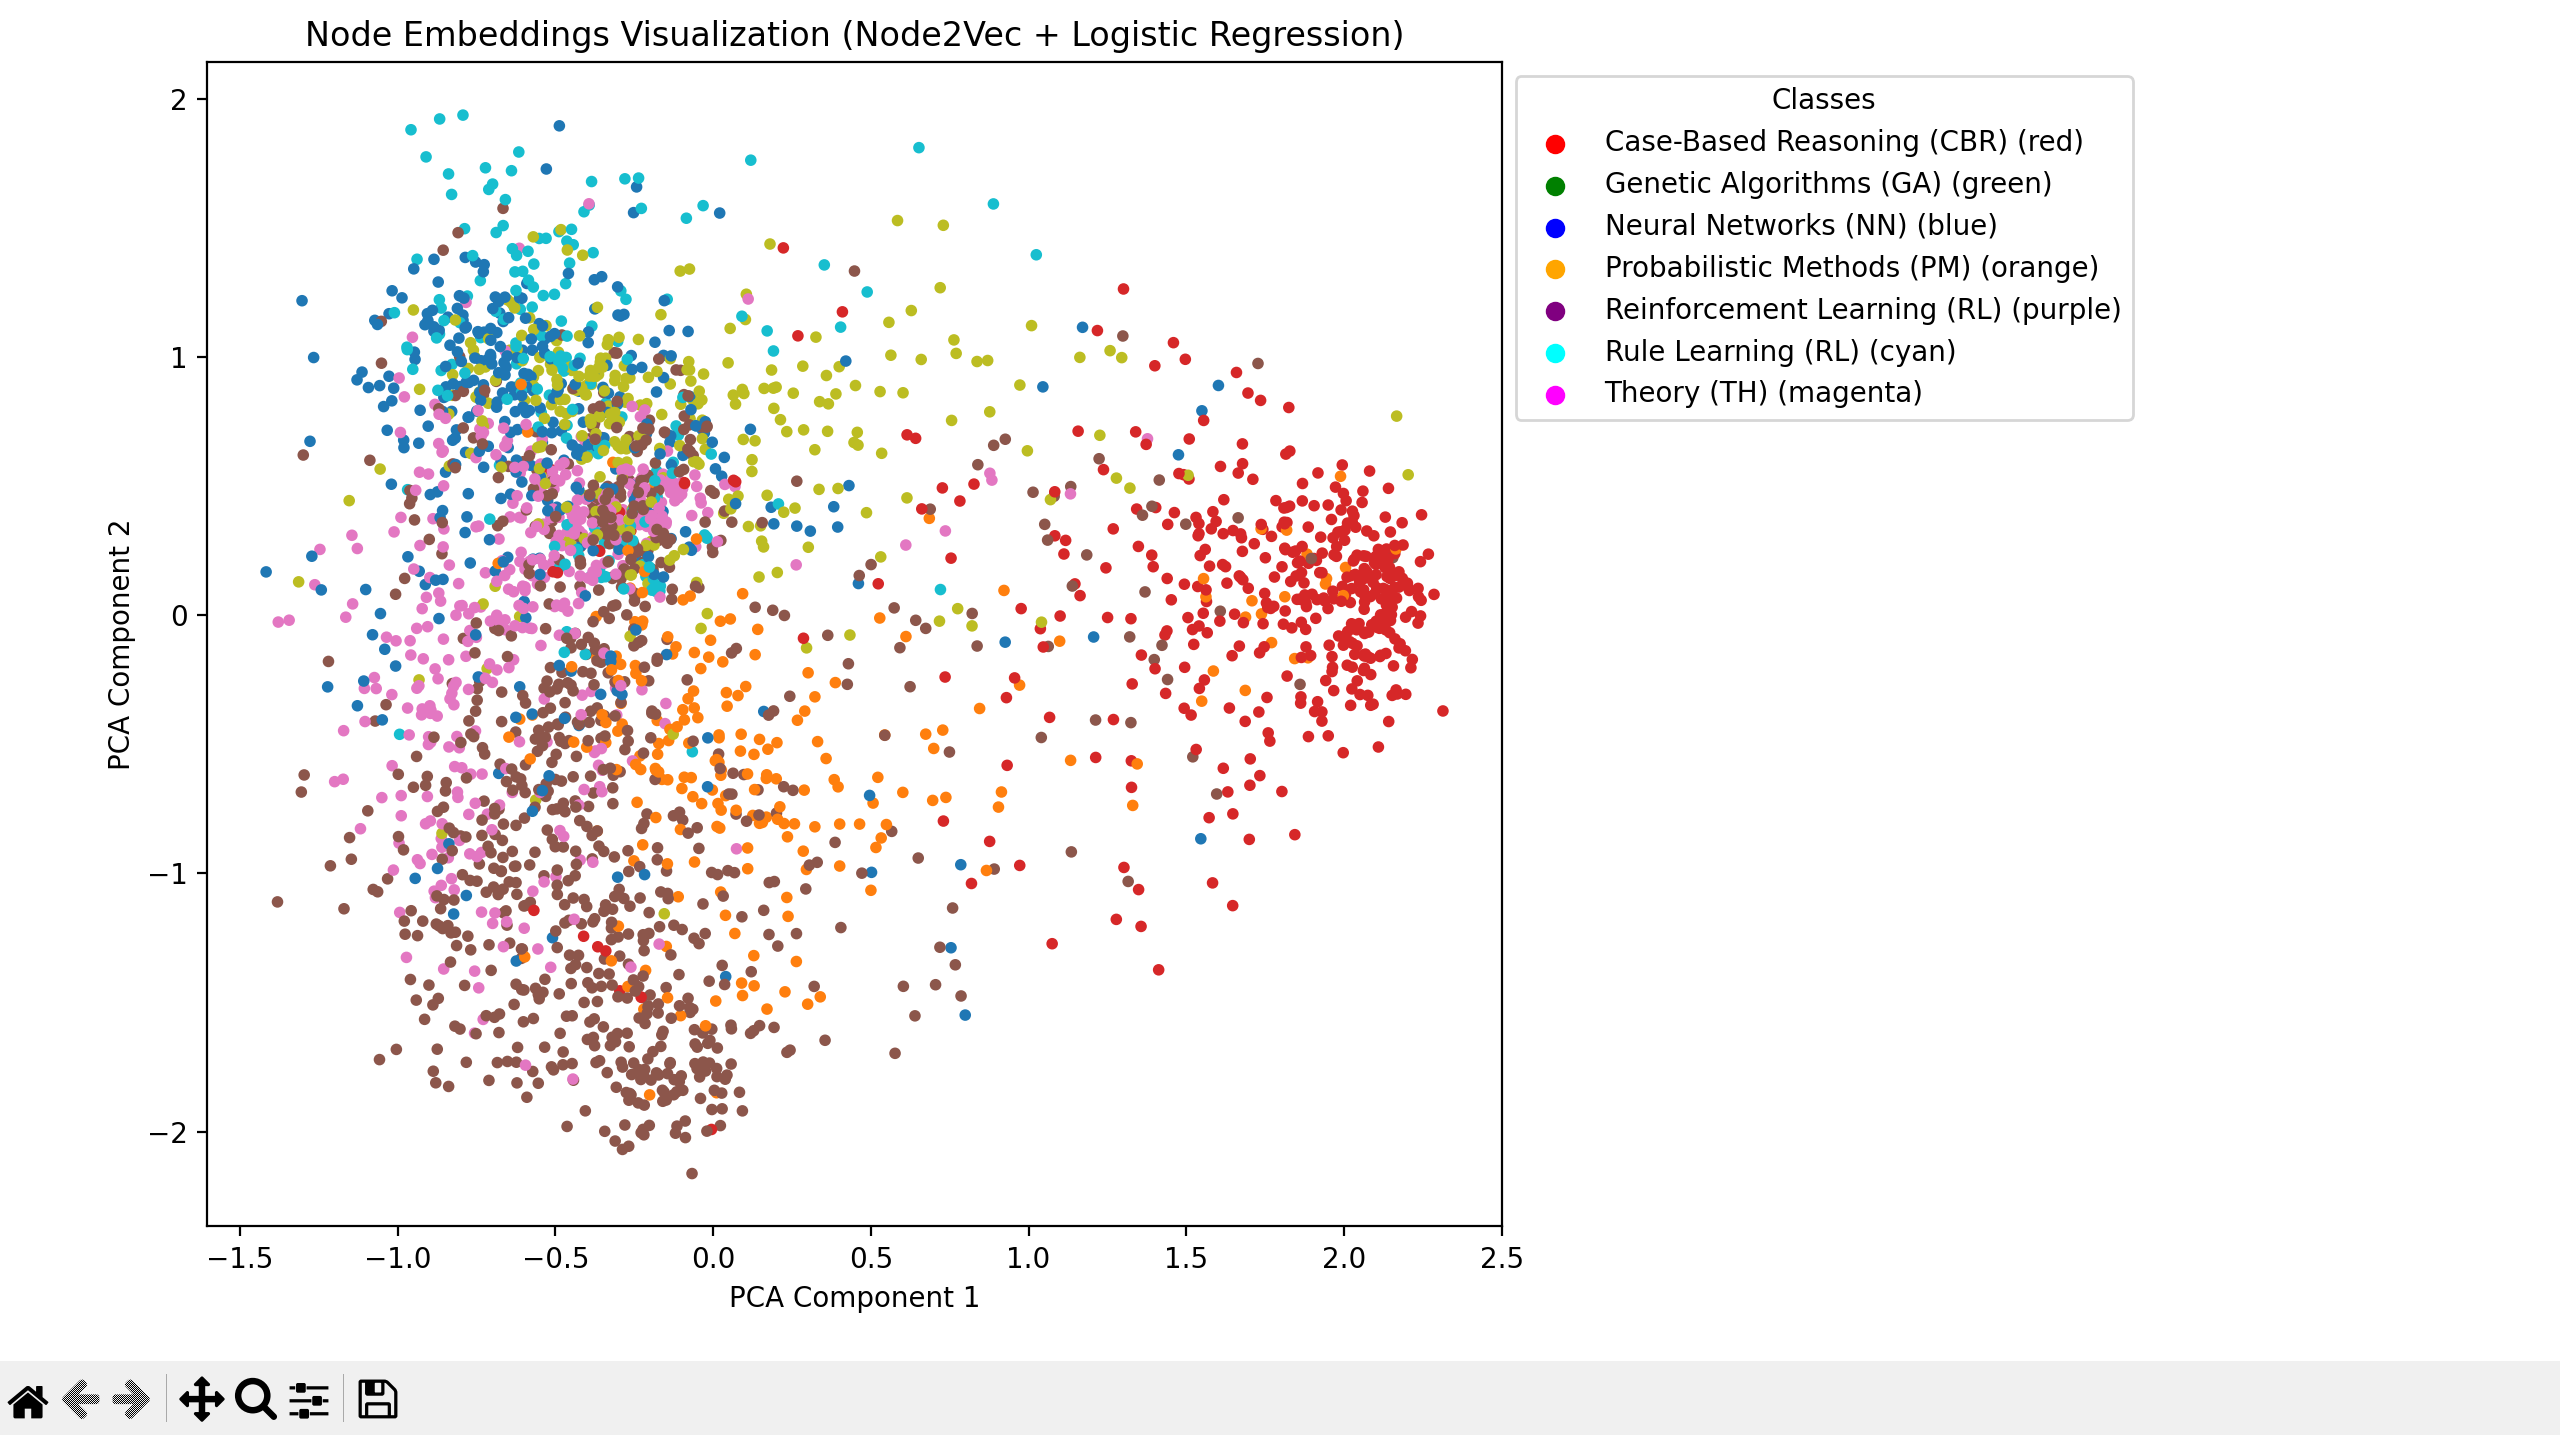 Node Embeddings Visualization (Node2Vec + Logistic Regression)
Classes
Case-Based Reasoning (CBR) (red)
Genetic Algorithms (GA) (green)
Neural Networks (NN) (blue)
Probabilistic Methods (PM) (orange)
Reinforcement Learning (RL) (purple)
Rule Learning (RL) (cyan)
Theory (TH) (magenta)
PCA Component 2
2
1
0
−1
−2
−1.5 −1.0 −0.5 0.0 0.5 1.0 1.5 2.0 2.5
PCA Component 1